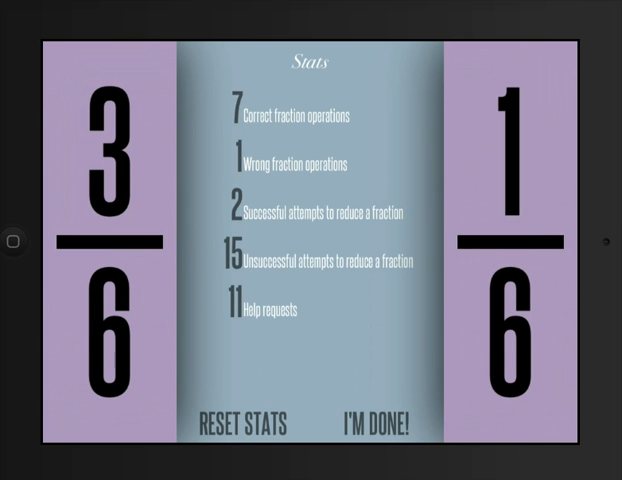 Stats
3
6
7 Correct fraction operations
1 Wrong fraction operations
2 Successful attempts to reduce a fraction
15 Unsuccessful attempts to reduce a fraction
11 Help requests
RESET STATS I'M DONE!
1
6